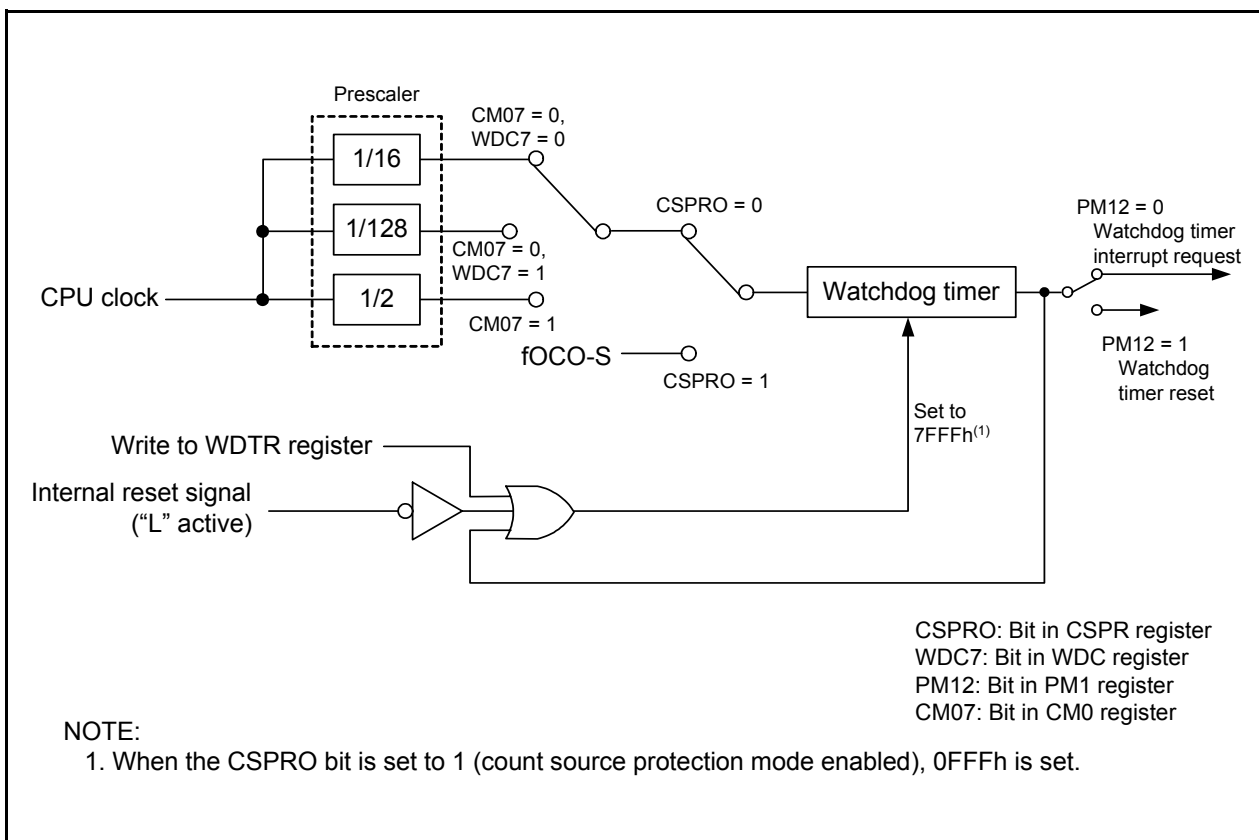 Prescaler
1/16
1/128
1/2
CPU clock
CM07 = 0,
WDC7 = 0
CM07 = 0,
WDC7 = 1
CM07 = 1
fOCO-S
CSPRO = 0
CSPRO = 1
Watchdog timer
PM12 = 0
Watchdog timer
interrupt request
PM12 = 1
Watchdog
timer reset
Set to
7FFFh(1)
Write to WDTR register
Internal reset signal
(“L” active)
CSPRO: Bit in CSPR register
WDC7: Bit in WDC register
PM12: Bit in PM1 register
CM07: Bit in CM0 register
NOTE:
1. When the CSPRO bit is set to 1 (count source protection mode enabled), 0FFFh is set.